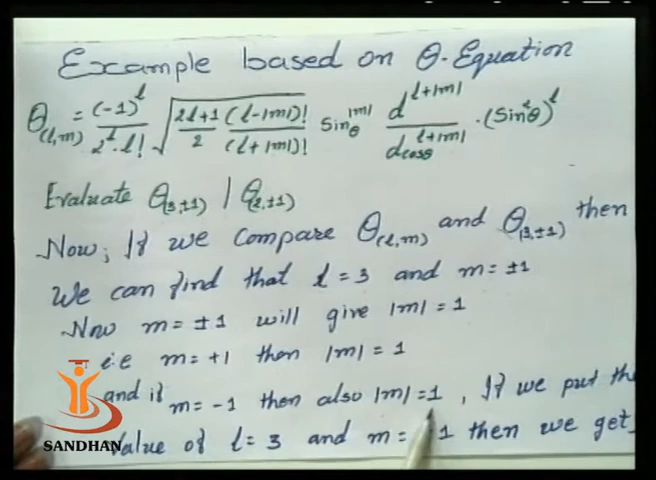 Example based on Θ-Equation
Θ(l,m) = (-1)^l / 2^l · l! √(2l+1 / 2 (l-|m|)! / (l+|m|)!) Sin^|m| θ d^(l+|m|) / dcosθ^(l+|m|) · (Sin²θ)^l
Evaluate Θ(3,±1) | Θ(2,±1)
Now, If we compare Θ(l,m) and Θ(3,±1) then
We can find that l = 3 and m = ±1
Now m = ±1 will give |m| = 1
i.e m = +1 then |m| = 1
and if m = -1 then also |m| = 1, If we put the
Value of l = 3 and m = 1 then we get
SANDHAN